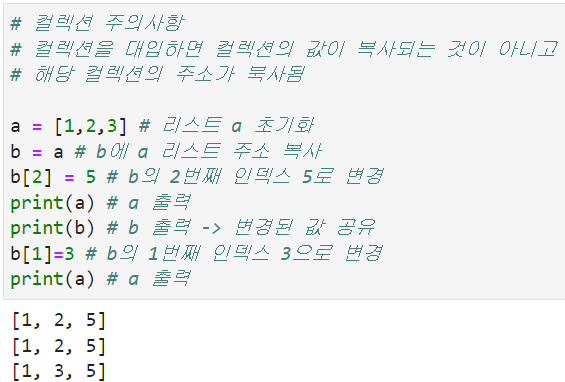 # 컬렉션 주의사항
# 컬렉션을 대입하면 컬렉션의 값이 복사되는 것이 아니고
# 해당 컬렉션의 주소가 복사됨
a = [1,2,3] # 리스트 a 초기화
b = a # b에 a 리스트 주소 복사
b[2] = 5 # b의 2번째 인덱스 5로 변경
print(a) # a 출력
print(b) # b 출력 -> 변경된 값 공유
b[1]=3 # b의 1번째 인덱스 3으로 변경
print(a) # a 출력
[1, 2, 5]
[1, 2, 5]
[1, 3, 5]